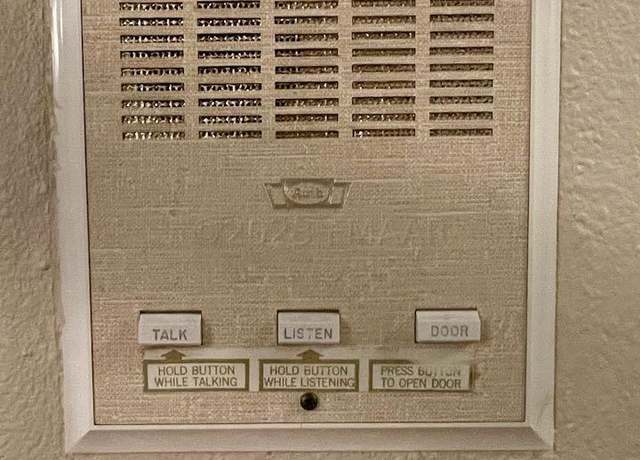 TALK
LISTEN
DOOR
HOLD BUTTON
WHILE TALKING
HOLD BUTTON
WHILE LISTENING
PRESS BUTTON
TO OPEN DOOR